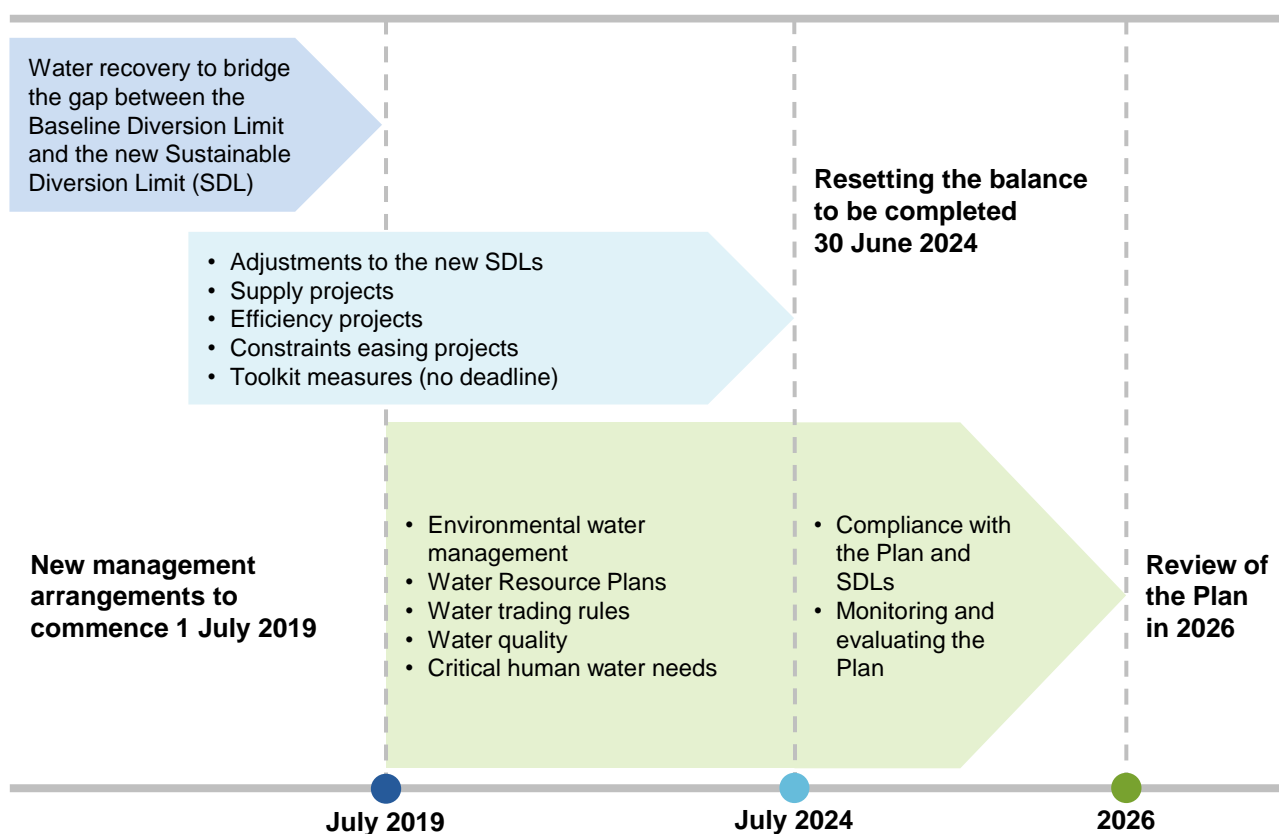 Water recovery to bridge
the gap between the
Baseline Diversion Limit
and the new Sustainable
Diversion Limit (SDL)
Resetting the balance
to be completed
30 June 2024
• Adjustments to the new SDLs
• Supply projects
• Efficiency projects
• Constraints easing projects
• Toolkit measures (no deadline)
New management
arrangements to
commence 1 July 2019
• Environmental water
management
• Water Resource Plans
• Water trading rules
• Water quality
• Critical human water needs
• Compliance with
the Plan and
SDLs
• Monitoring and
evaluating the
Plan
Review of
the Plan
in 2026
July 2019
July 2024
2026